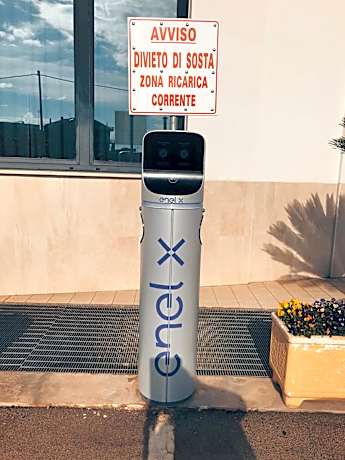 AVVISO
DIVIETO DI SOSTA
ZONA RICARICA
CORRENTE
enel x
enel x